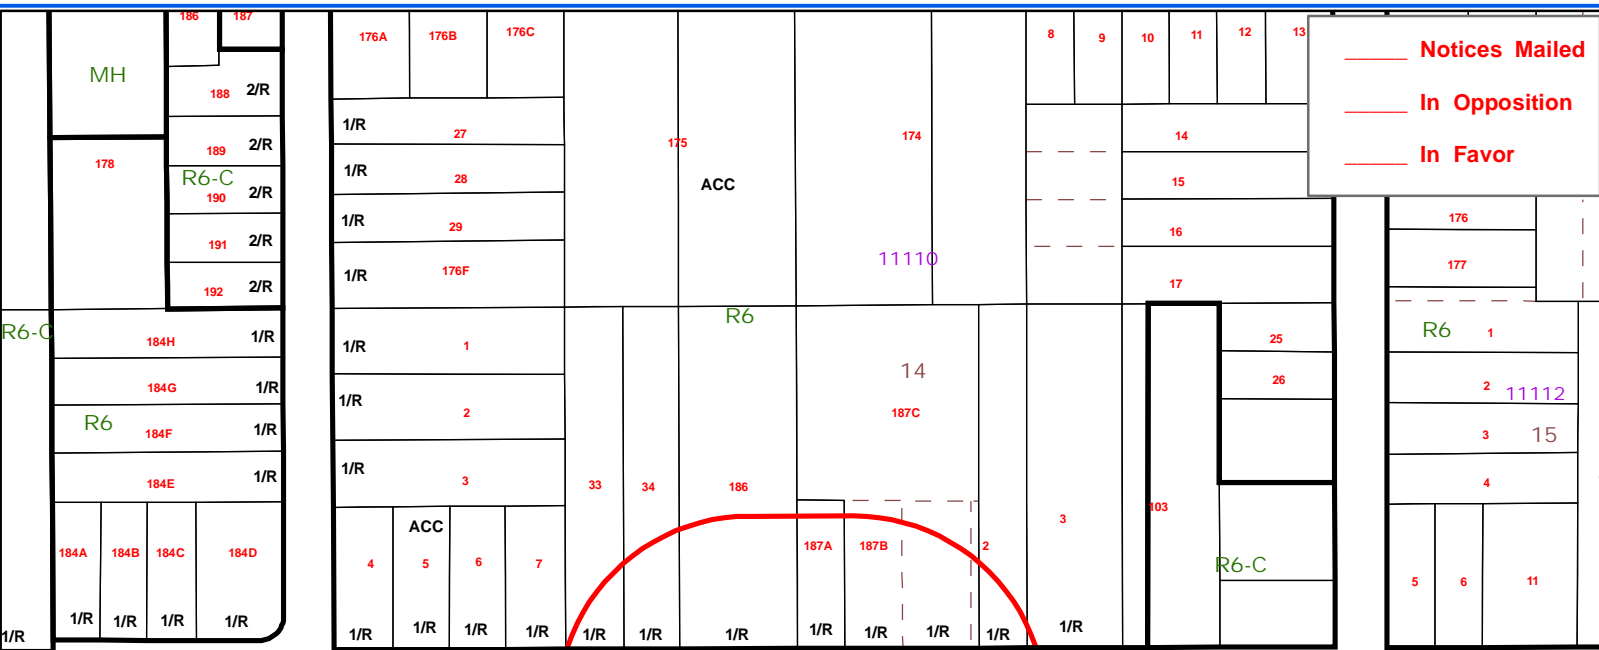 186 187
176A 176B 176C
8 9 10 11 12 13
_____ Notices Mailed
_____ In Opposition
_____ In Favor
MH
188 2/R
189 2/R
178
R6-C
190 2/R
191 2/R
192 2/R
1/R 27
1/R 28
1/R 29
1/R 176F
175
ACC
174
11110
14
15
16
17
176
177
R6-C
184H 1/R
184G 1/R
R6
184F 1/R
184E 1/R
184A 184B 184C 184D
1/R 1/R 1/R 1/R
1/R
1/R 1
1/R 2
1/R 3
R6
14
187C
33 34 186
3
103
25
26
R6
1
2 11112
3 15
4
ACC
4 5 6 7
187A 187B 2
R6-C
5 6 11
1/R 1/R 1/R 1/R 1/R 1/R 1/R 1/R 1/R 1/R 1/R 1/R